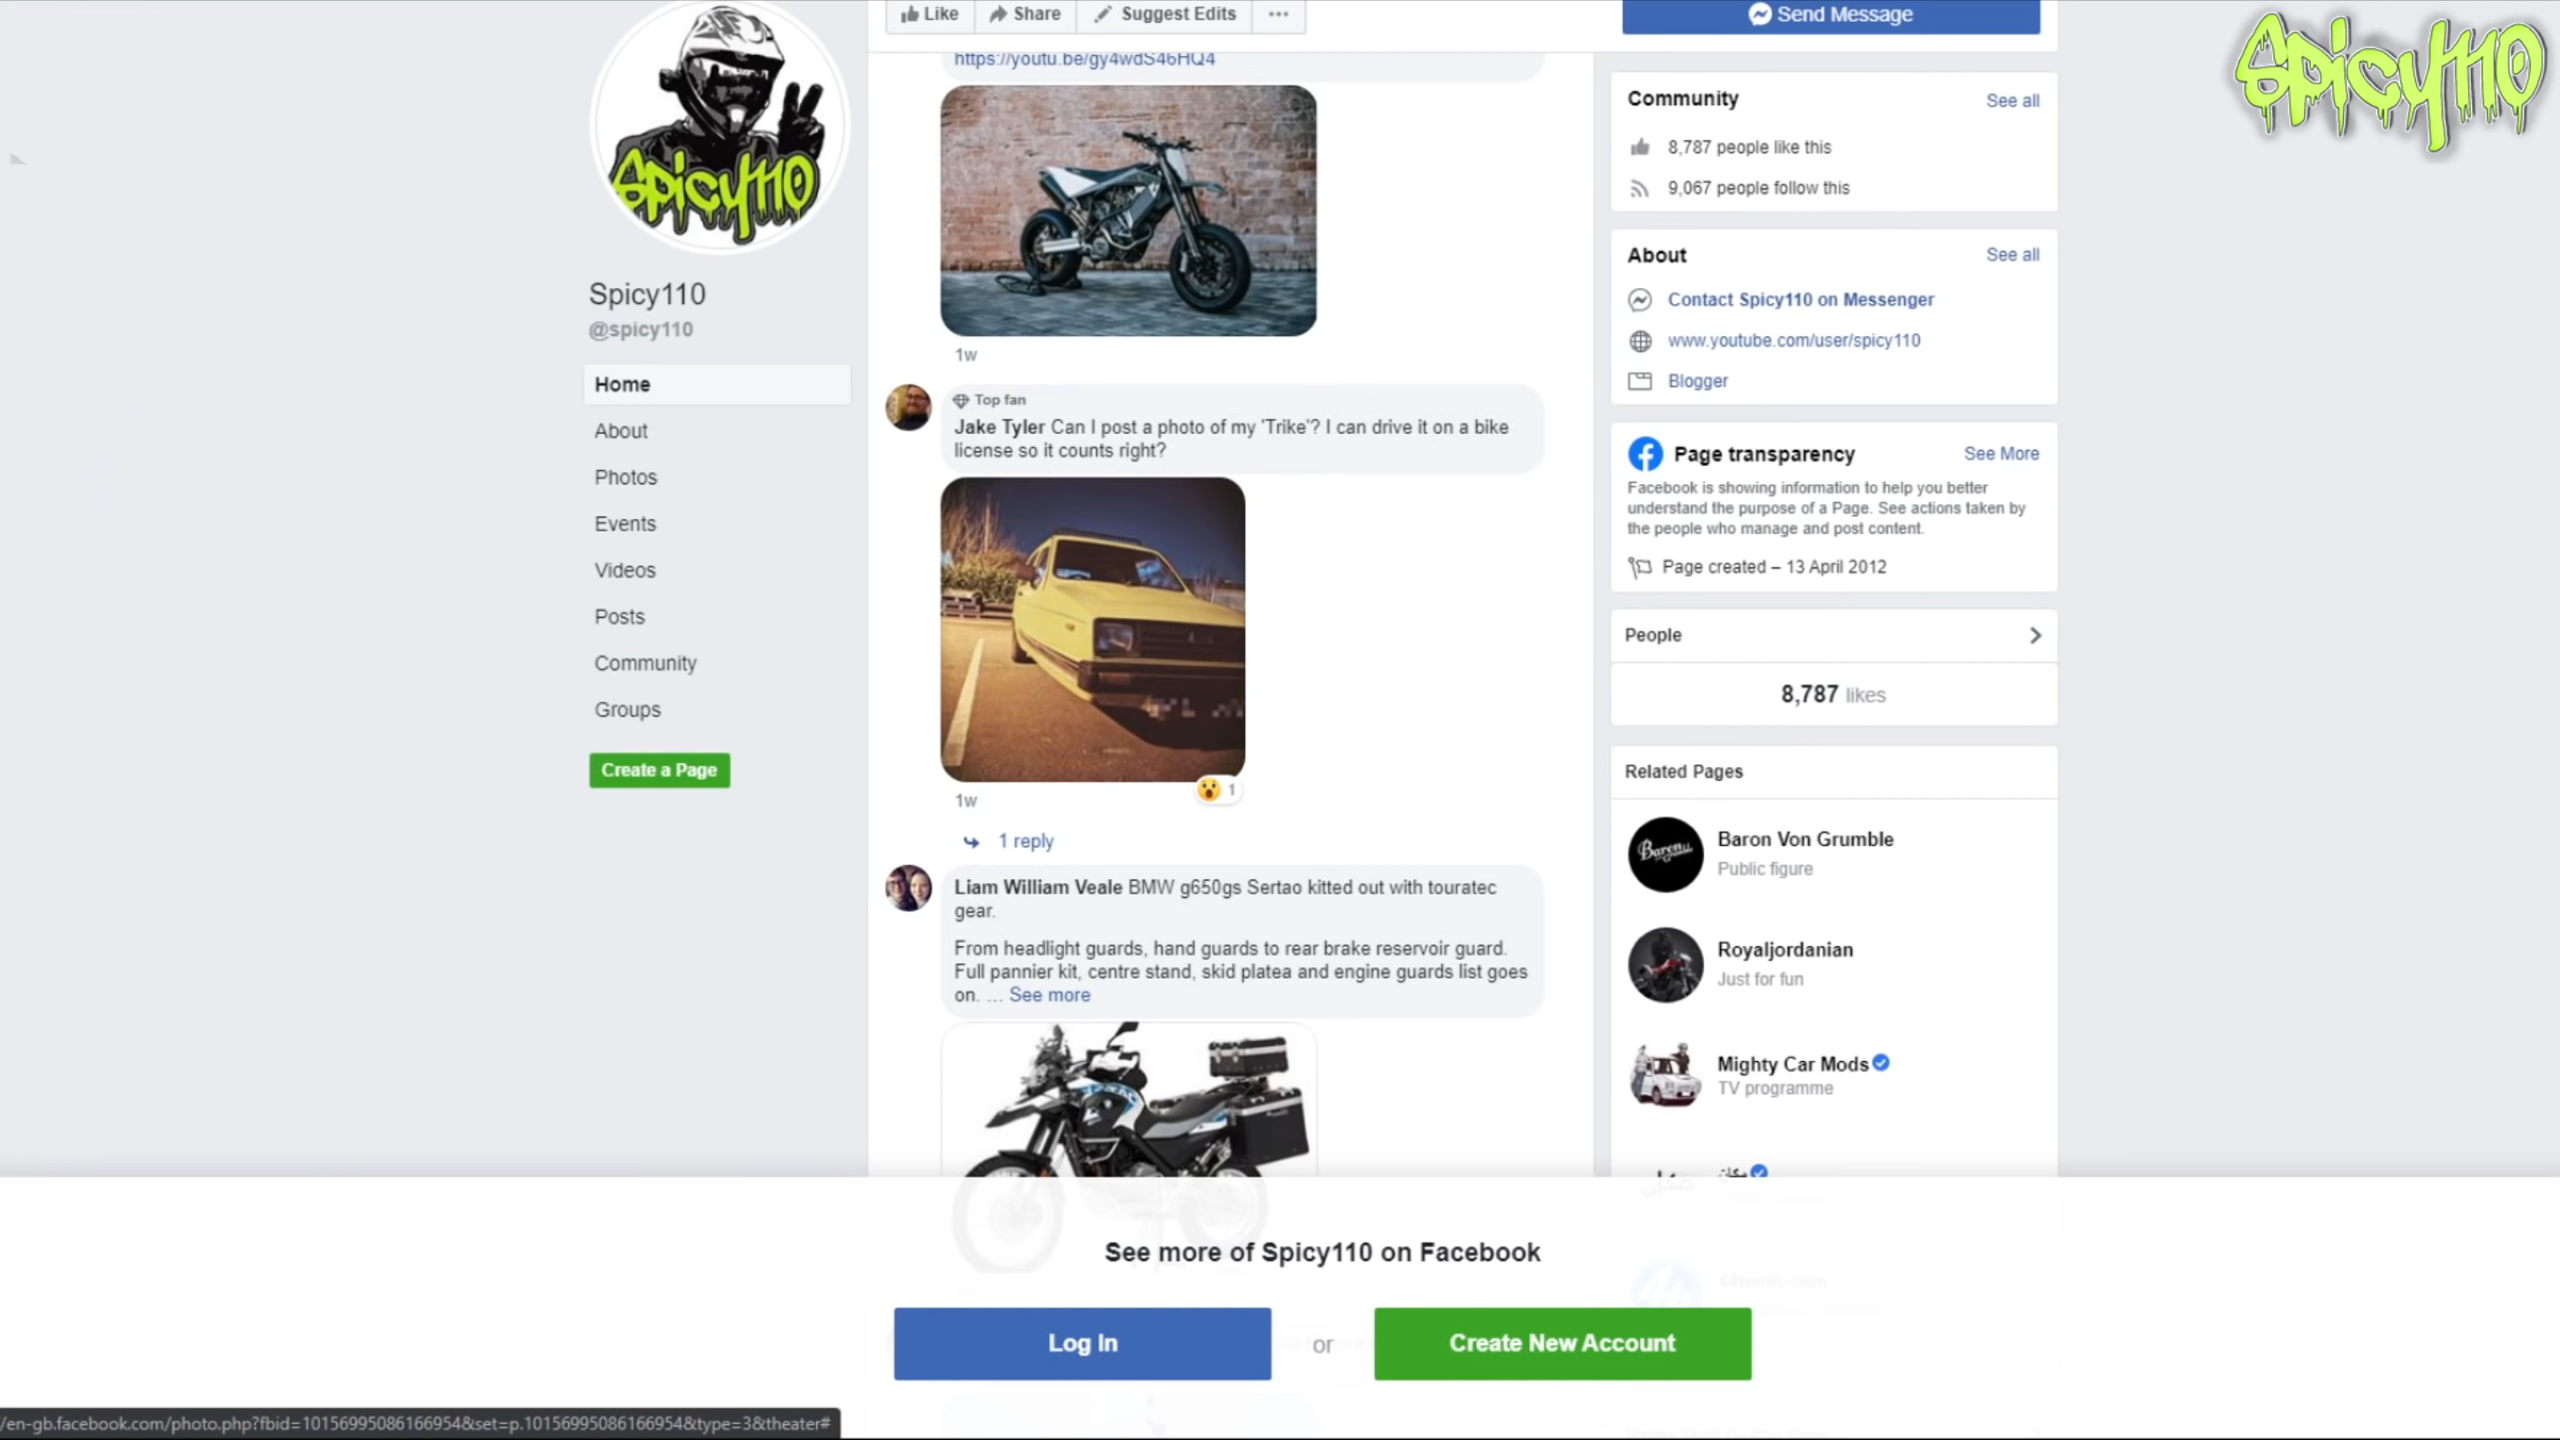 Like
Share
Suggest Edits
Send Message
https://youtu.be/gy4wdS46HQ4
SPicy110
SPicy110
Spicy110
@spicy110
Home
About
Photos
Events
Videos
Posts
Community
Groups
Create a Page
1w
Top fan
Jake Tyler Can I post a photo of my 'Trike'? I can drive it on a bike
license so it counts right?
1
1w
1 reply
Liam William Veale BMW g650gs Sertao kitted out with touratec
gear.
From headlight guards, hand guards to rear brake reservoir guard.
Full pannier kit, centre stand, skid platea and engine guards list goes
on. ... See more
Community
See all
8,787 people like this
9,067 people follow this
About
See all
Contact Spicy110 on Messenger
www.youtube.com/user/spicy110
Blogger
Page transparency
See More
Facebook is showing information to help you better
understand the purpose of a Page. See actions taken by
the people who manage and post content.
Page created – 13 April 2012
People
8,787 likes
Related Pages
Baron Von Grumble
Public figure
Royaljordanian
Just for fun
Mighty Car Mods
TV programme
See more of Spicy110 on Facebook
Log In
or
Create New Account
/en-gb.facebook.com/photo.php?fbid=10156995086166954&set=p.10156995086166954&type=3&theater#